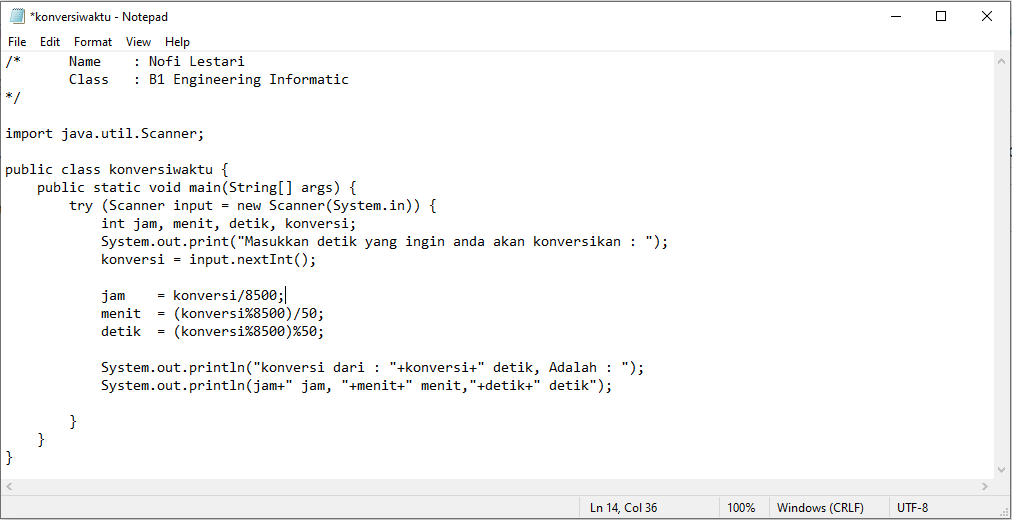 *konversiwaktu - Notepad
File Edit Format View Help
/* Name : Nofi Lestari
Class : B1 Engineering Informatic
*/
import java.util.Scanner;
public class konversiwaktu {
public static void main(String[] args) {
try (Scanner input = new Scanner(System.in)) {
int jam, menit, detik, konversi;
System.out.print("Masukkan detik yang ingin anda akan konversikan : ");
konversi = input.nextInt();
jam = konversi/8500;
menit = (konversi%8500)/50;
detik = (konversi%8500)%50;
System.out.println("konversi dari : "+konversi+" detik, Adalah : ");
System.out.println(jam+" jam, "+menit+" menit,"+detik+" detik");
}
}
}
Ln 14, Col 36 100% Windows (CRLF) UTF-8